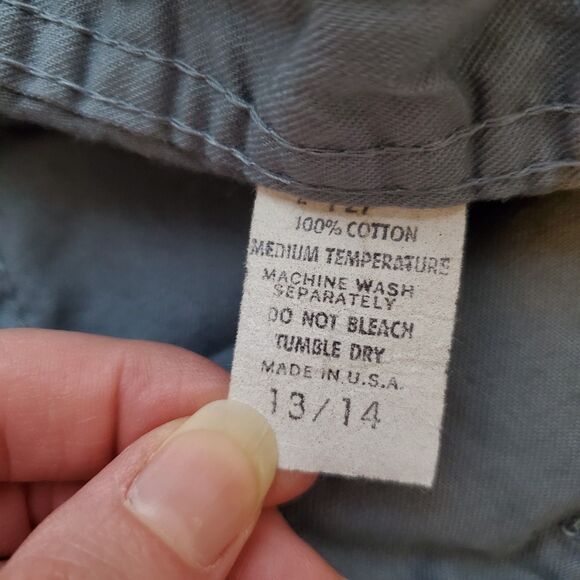 100% COTTON
MEDIUM TEMPERATURE
MACHINE WASH
SEPARATELY
DO NOT BLEACH
TUMBLE DRY
MADE IN U.S.A.
13/14